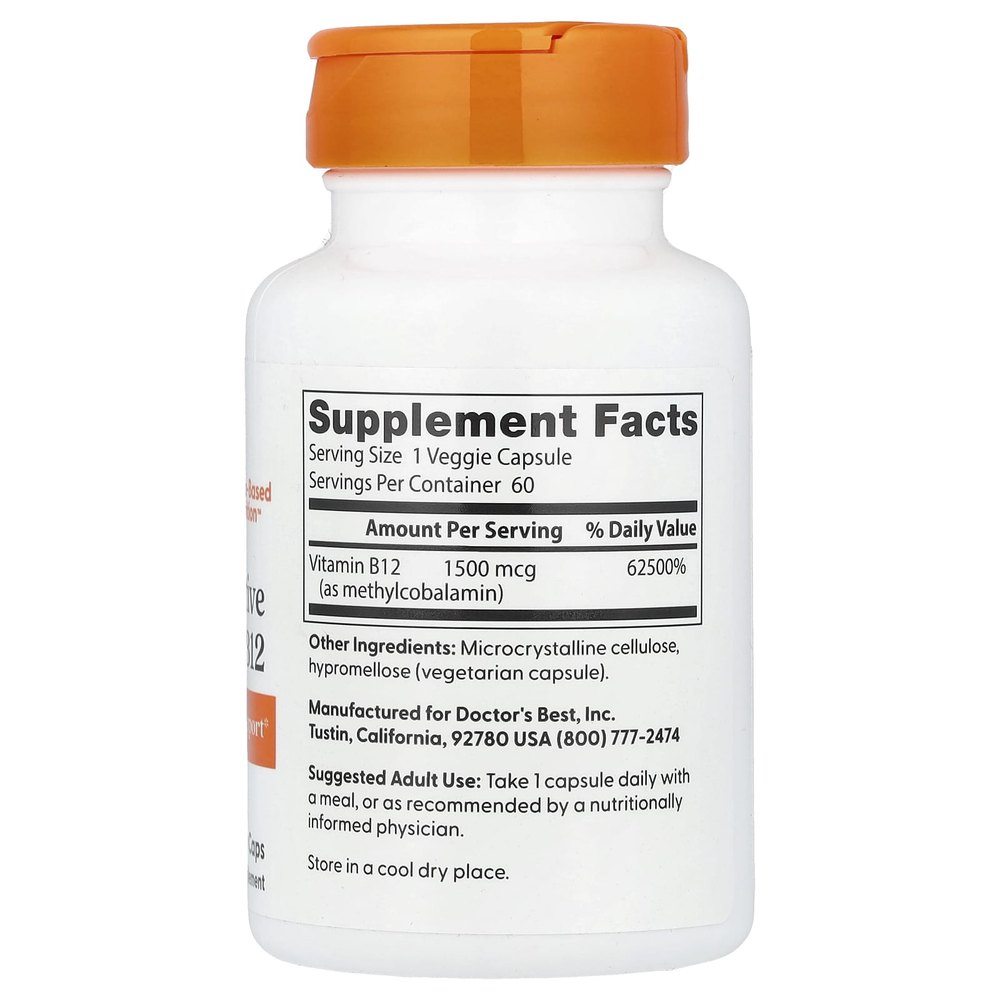 Supplement Facts
Serving Size 1 Veggie Capsule
Servings Per Container 60
Amount Per Serving % Daily Value
Vitamin B12 1500 mcg 62500%
(as methylcobalamin)
Other Ingredients: Microcrystalline cellulose,
hypromellose (vegetarian capsule).
Manufactured for Doctor's Best, Inc.
Tustin, California, 92780 USA (800) 777-2474
Suggested Adult Use: Take 1 capsule daily with
a meal, or as recommended by a nutritionally
informed physician.
Store in a cool dry place.
-Based
B12
Caps